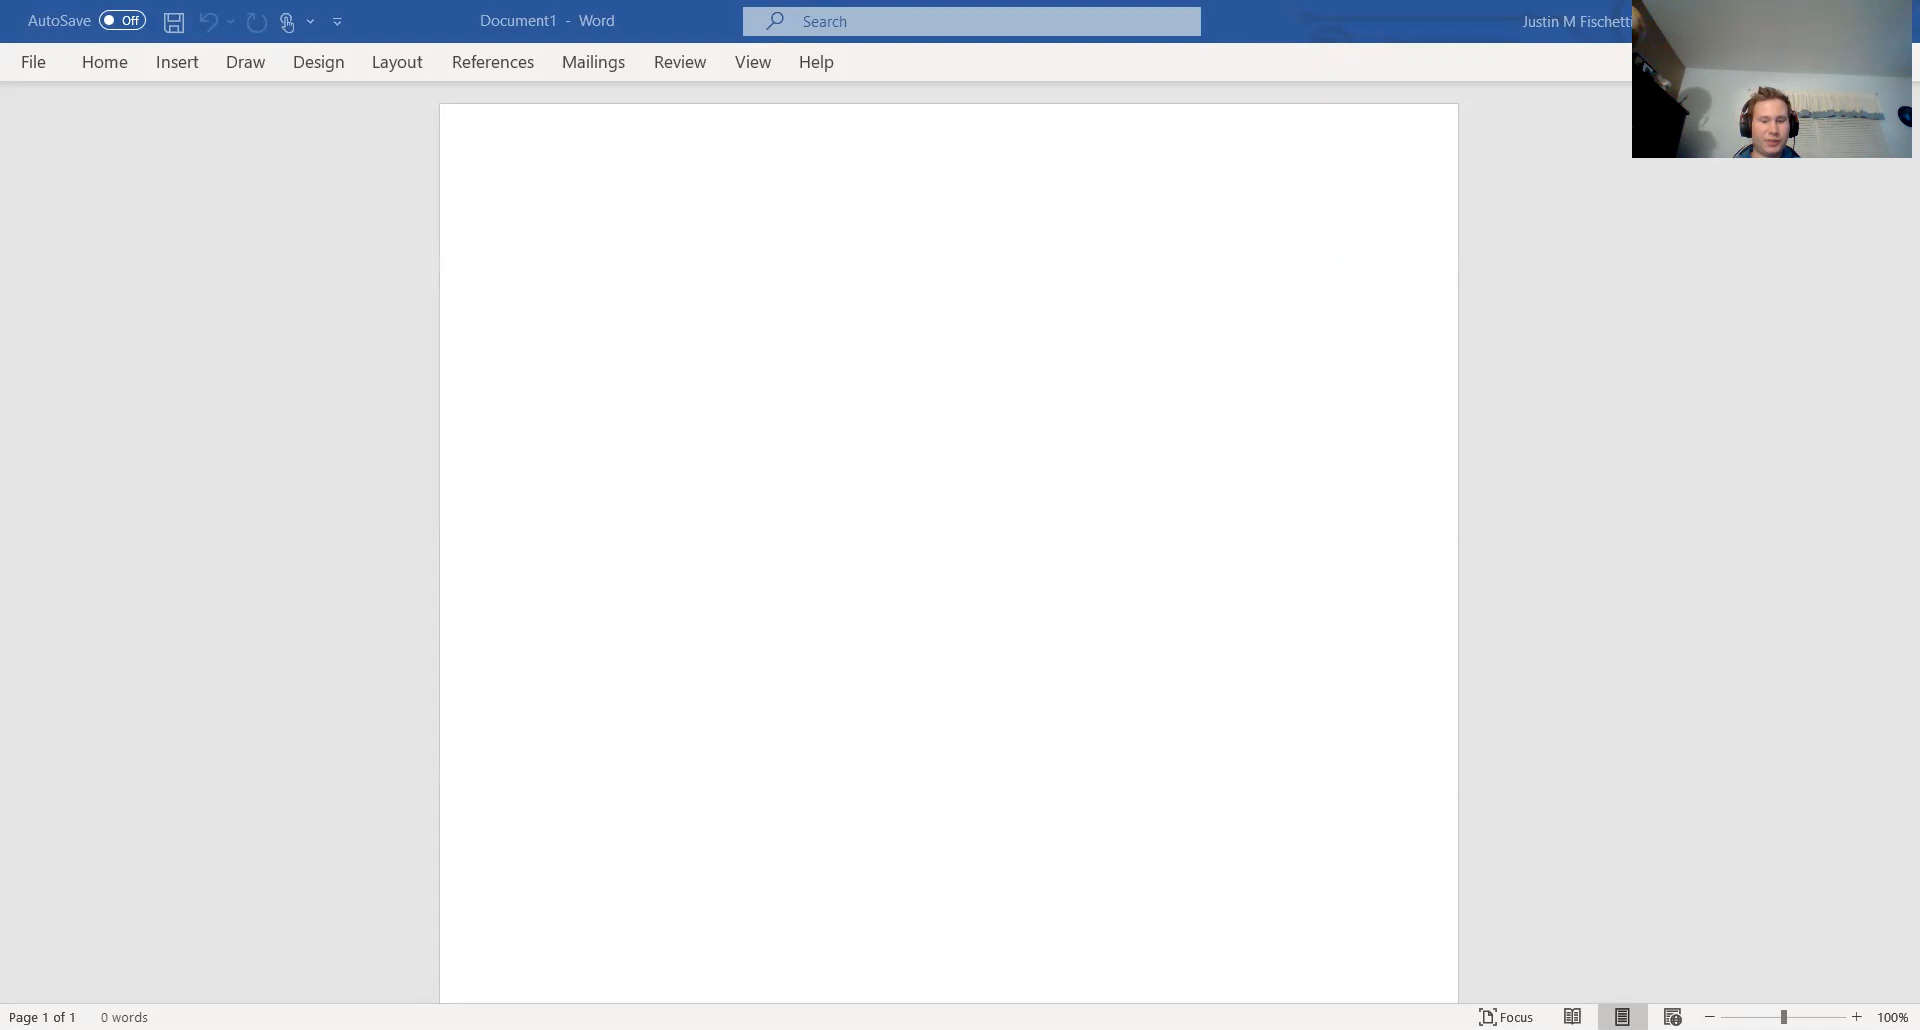 AutoSave Off Document1 - Word Search Justin M Fischetti
File Home Insert Draw Design Layout References Mailings Review View Help
Page 1 of 1 0 words Focus 100%